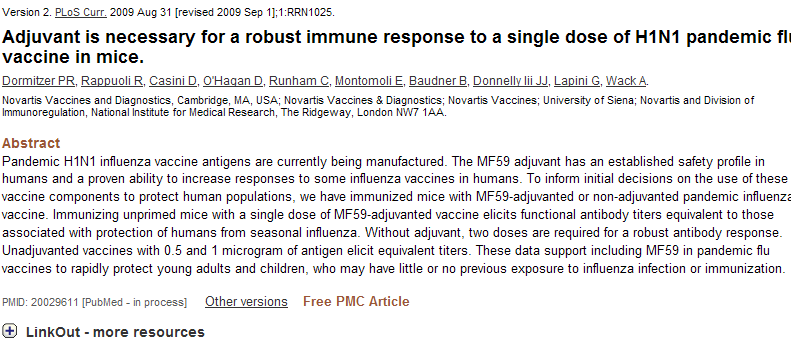 Version 2. PLoS Curr. 2009 Aug 31 [revised 2009 Sep 1];1:RRN1025.
Adjuvant is necessary for a robust immune response to a single dose of H1N1 pandemic flu
vaccine in mice.
Dormitzer PR, Rappuoli R, Casini D, O'Hagan D, Runham C, Montomoli E, Baudner B, Donnelly Iii JJ, Lapini G, Wack A.
Novartis Vaccines and Diagnostics, Cambridge, MA, USA; Novartis Vaccines & Diagnostics; Novartis Vaccines; University of Siena; Novartis and Division of
Immunoregulation, National Institute for Medical Research, The Ridgeway, London NW7 1AA.
Abstract
Pandemic H1N1 influenza vaccine antigens are currently being manufactured. The MF59 adjuvant has an established safety profile in
humans and a proven ability to increase responses to some influenza vaccines in humans. To inform initial decisions on the use of these
vaccine components to protect human populations, we have immunized mice with MF59-adjuvanted or non-adjuvanted pandemic influenza
vaccine. Immunizing unprimed mice with a single dose of MF59-adjuvanted vaccine elicits functional antibody titers equivalent to those
associated with protection of humans from seasonal influenza. Without adjuvant, two doses are required for a robust antibody response.
Unadjuvanted vaccines with 0.5 and 1 microgram of antigen elicit equivalent titers. These data support including MF59 in pandemic flu
vaccines to rapidly protect young adults and children, who may have little or no previous exposure to influenza infection or immunization.
PMID: 20029611 [PubMed - in process] Other versions Free PMC Article
LinkOut - more resources